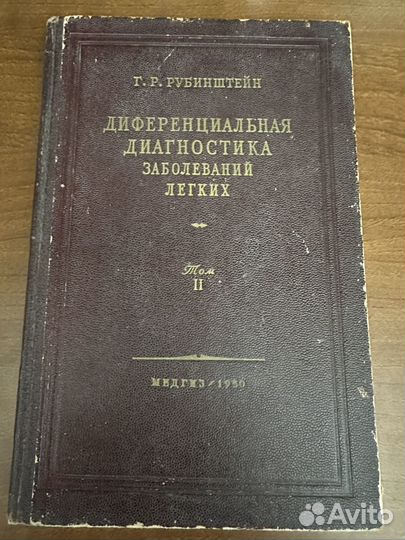 Г. Р. РУБИНШТЕЙН
ДИФЕРЕНЦИАЛЬНАЯ
ДИАГНОСТИКА
ЗАБОЛЕВАНИЙ
ЛЕГКИХ
Том
II
МЕДГИЗ / 1950
Avito